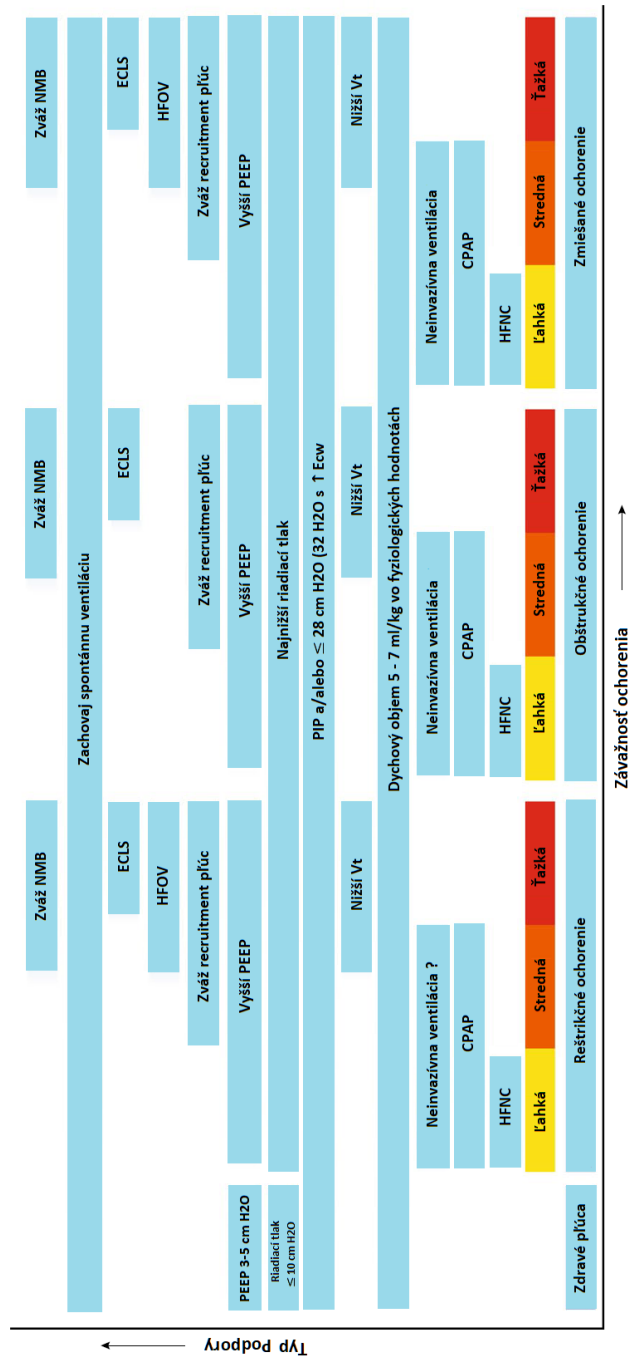 Typ Podpory
Zváž NMB
Zváž NMB
Zváž NMB
Zachovaj spontánnu ventiláciu
ECLS
ECLS
ECLS
HFOV
HFOV
Zváž recruitment pľúc
Zváž recruitment pľúc
Zváž recruitment pľúc
PEEP 3-5 cm H2O
Vyšší PEEP
Vyšší PEEP
Vyšší PEEP
Riadiací tlak
≤ 10 cm H2O
Najnižší riadiací tlak
PIP a/alebo ≤ 28 cm H2O (32 H2O s ↑ Ecw
Nižší Vt
Nižší Vt
Nižší Vt
Dychový objem 5 - 7 ml/kg vo fyziologických hodnotách
Neinvazívna ventilácia ?
Neinvazívna ventilácia
Neinvazívna ventilácia
CPAP
CPAP
CPAP
HFNC
HFNC
HFNC
Ľahká
Stredná
Ťažká
Ľahká
Stredná
Ťažká
Ľahká
Stredná
Ťažká
Zdravé pľúca
Reštrikčné ochorenie
Obštrukčné ochorenie
Zmiešané ochorenie
Závažnosť ochorenia